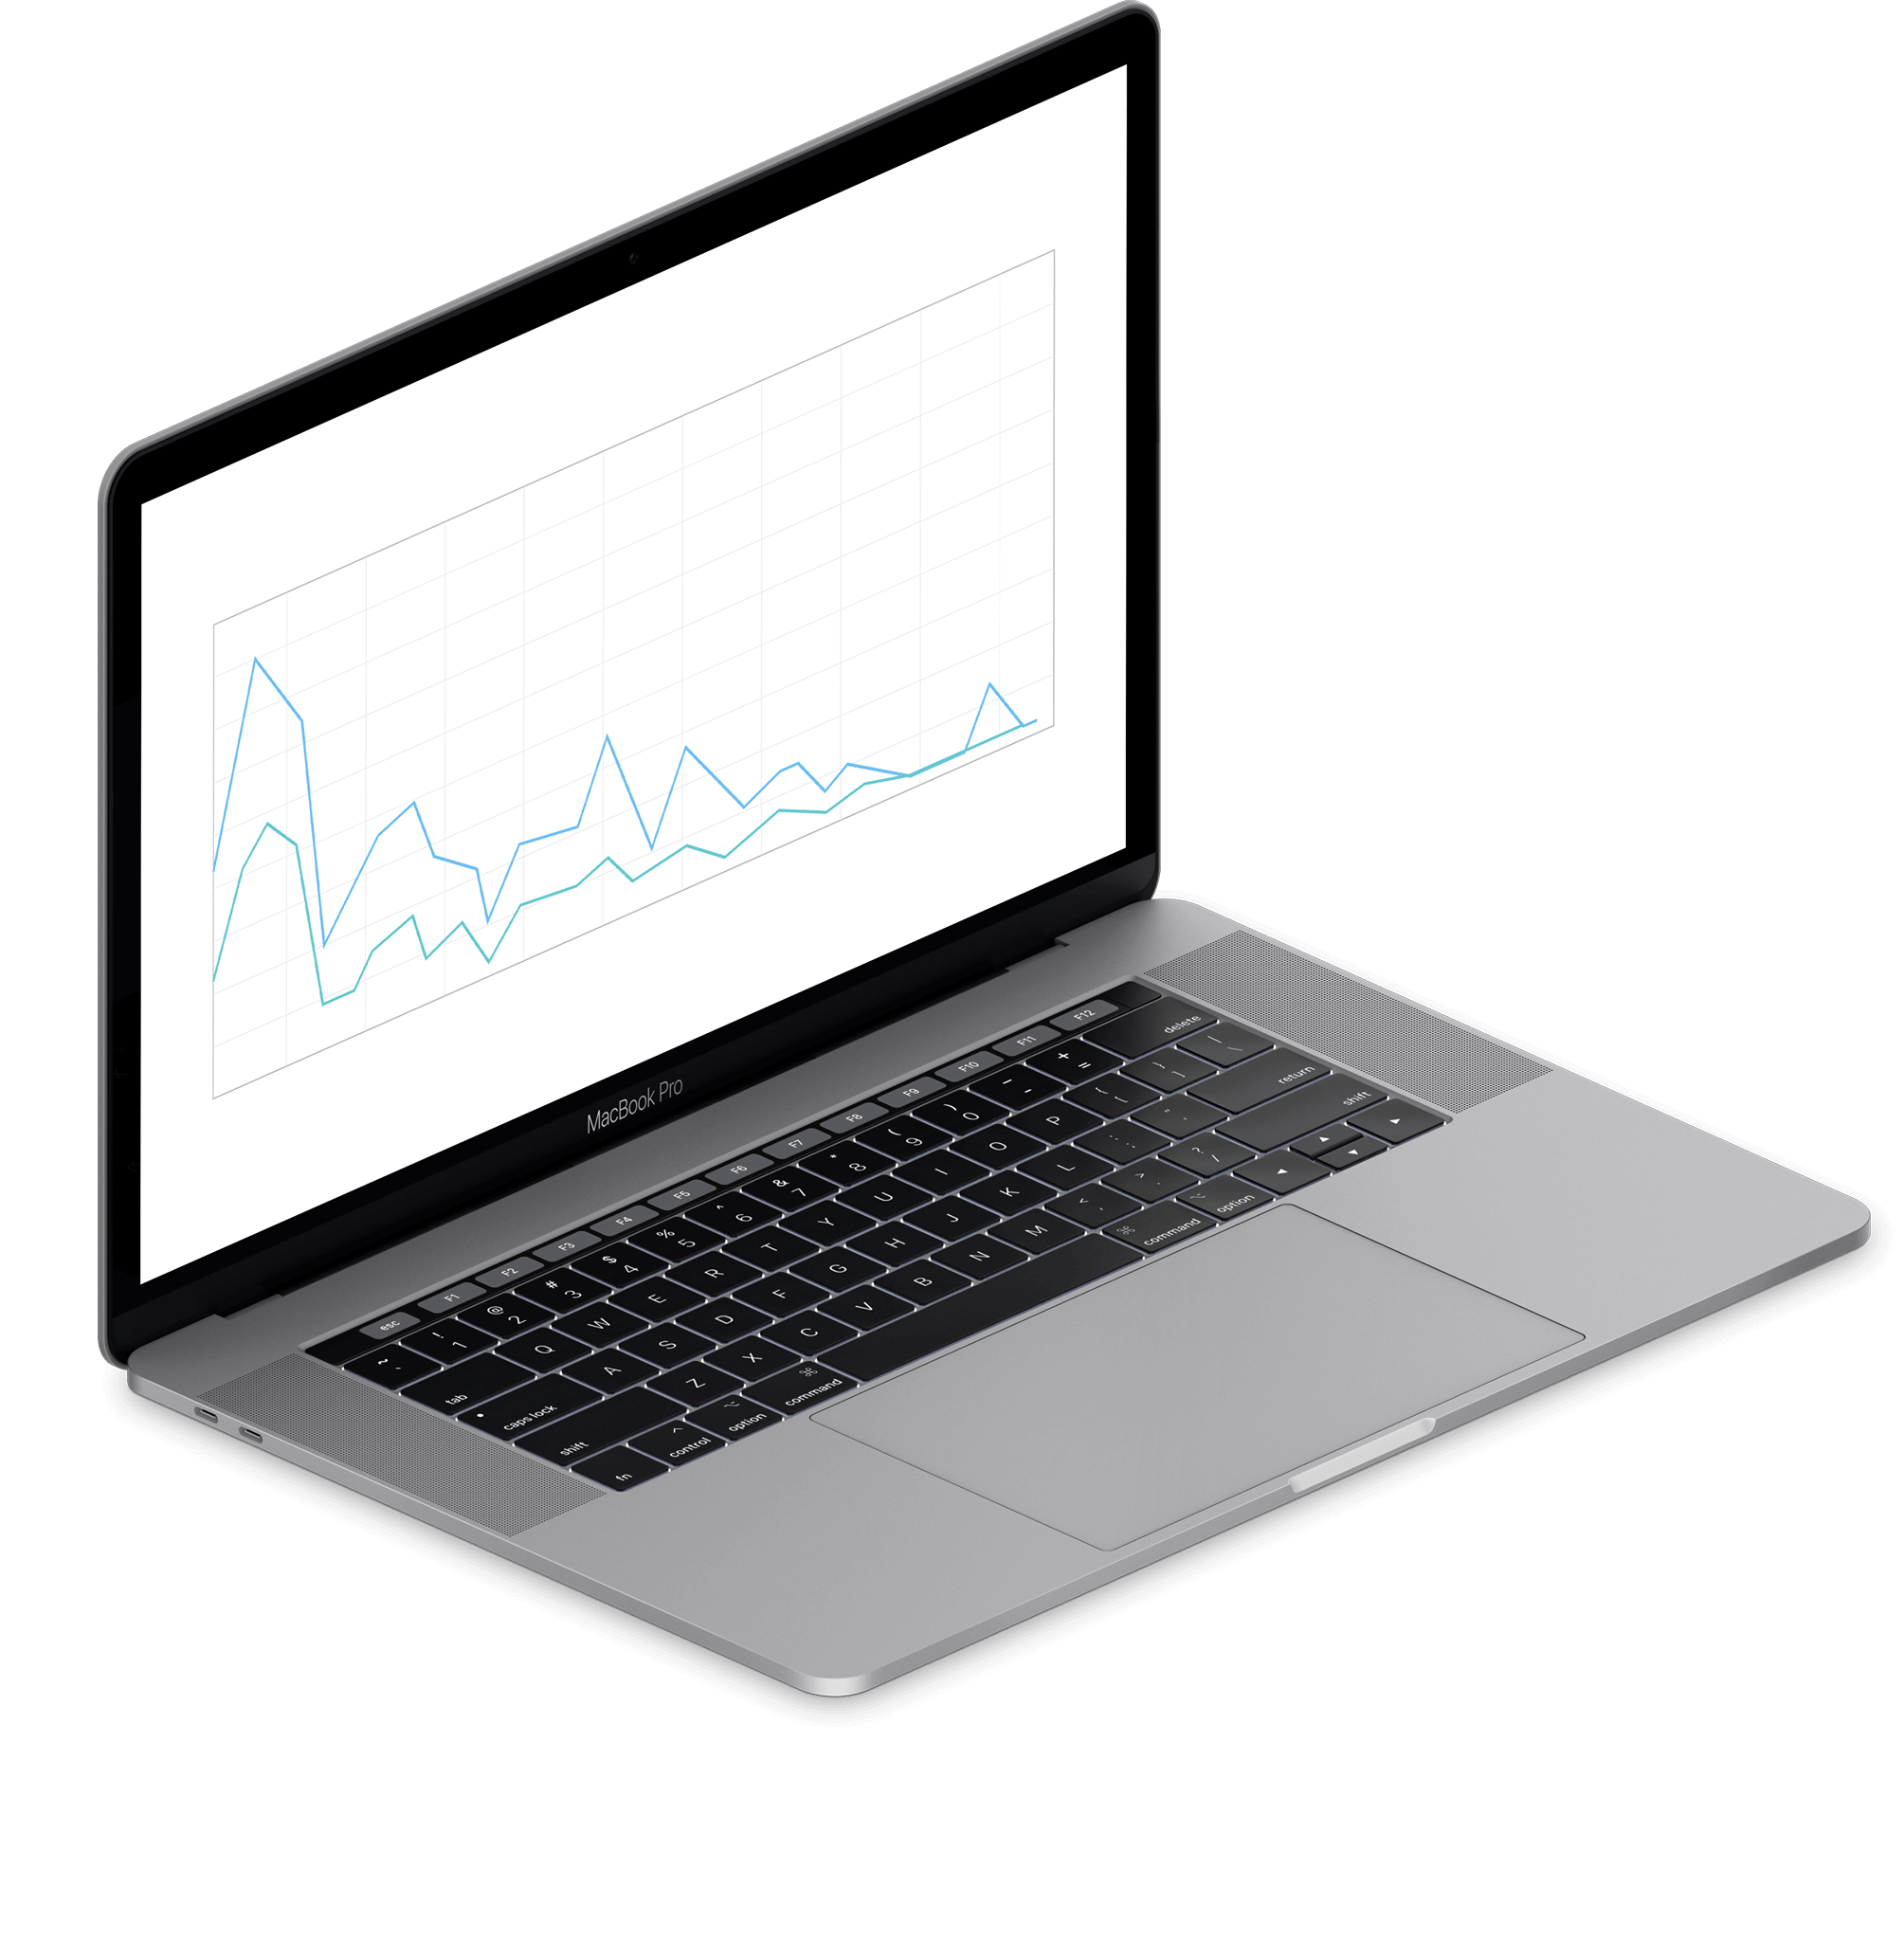 MacBook Pro
esc F1 F2 F3 F4 F5 F6 F7 F8 F9 F10 F11 F12
~ ! @ # $ % ^ & * ( ) – +
` 1 2 3 4 5 6 7 8 9 0 - = delete
tab Q W E R T Y U I O P { [ } ] | \
caps lock A S D F G H J K L : ; " ' return
shift Z X C V B N M < , > . ? / shift
fn ^ control ⌥ option ⌘ command ⌘ command ⌥ option ◀ ▲ ▼ ▶